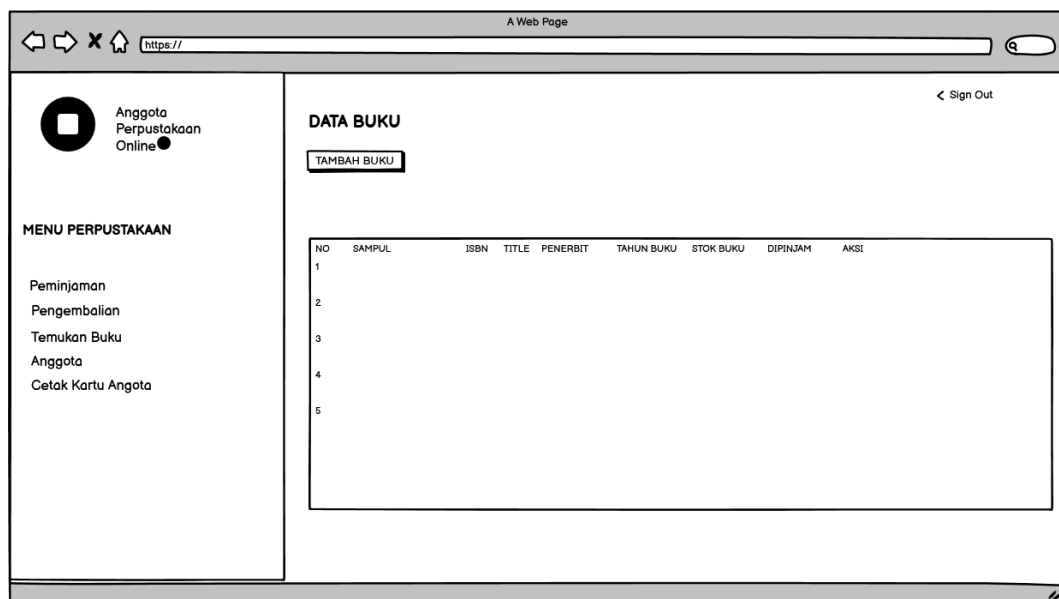 A Web Page
https://
Sign Out
Anggota
Perpustakaan
Online
DATA BUKU
TAMBAH BUKU
MENU PERPUSTAKAAN
Peminjaman
Pengembalian
Temukan Buku
Anggota
Cetak Kartu Angota
NO SAMPUL ISBN TITLE PENERBIT TAHUN BUKU STOK BUKU DIPINJAM AKSI
1
2
3
4
5